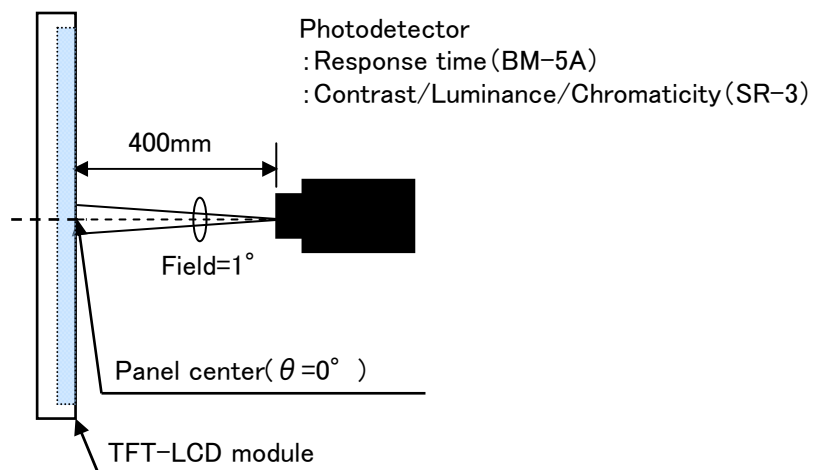 Photodetector
:Response time(BM-5A)
:Contrast/Luminance/Chromaticity(SR-3)
400mm
Field=1°
Panel center(θ=0° )
TFT-LCD module